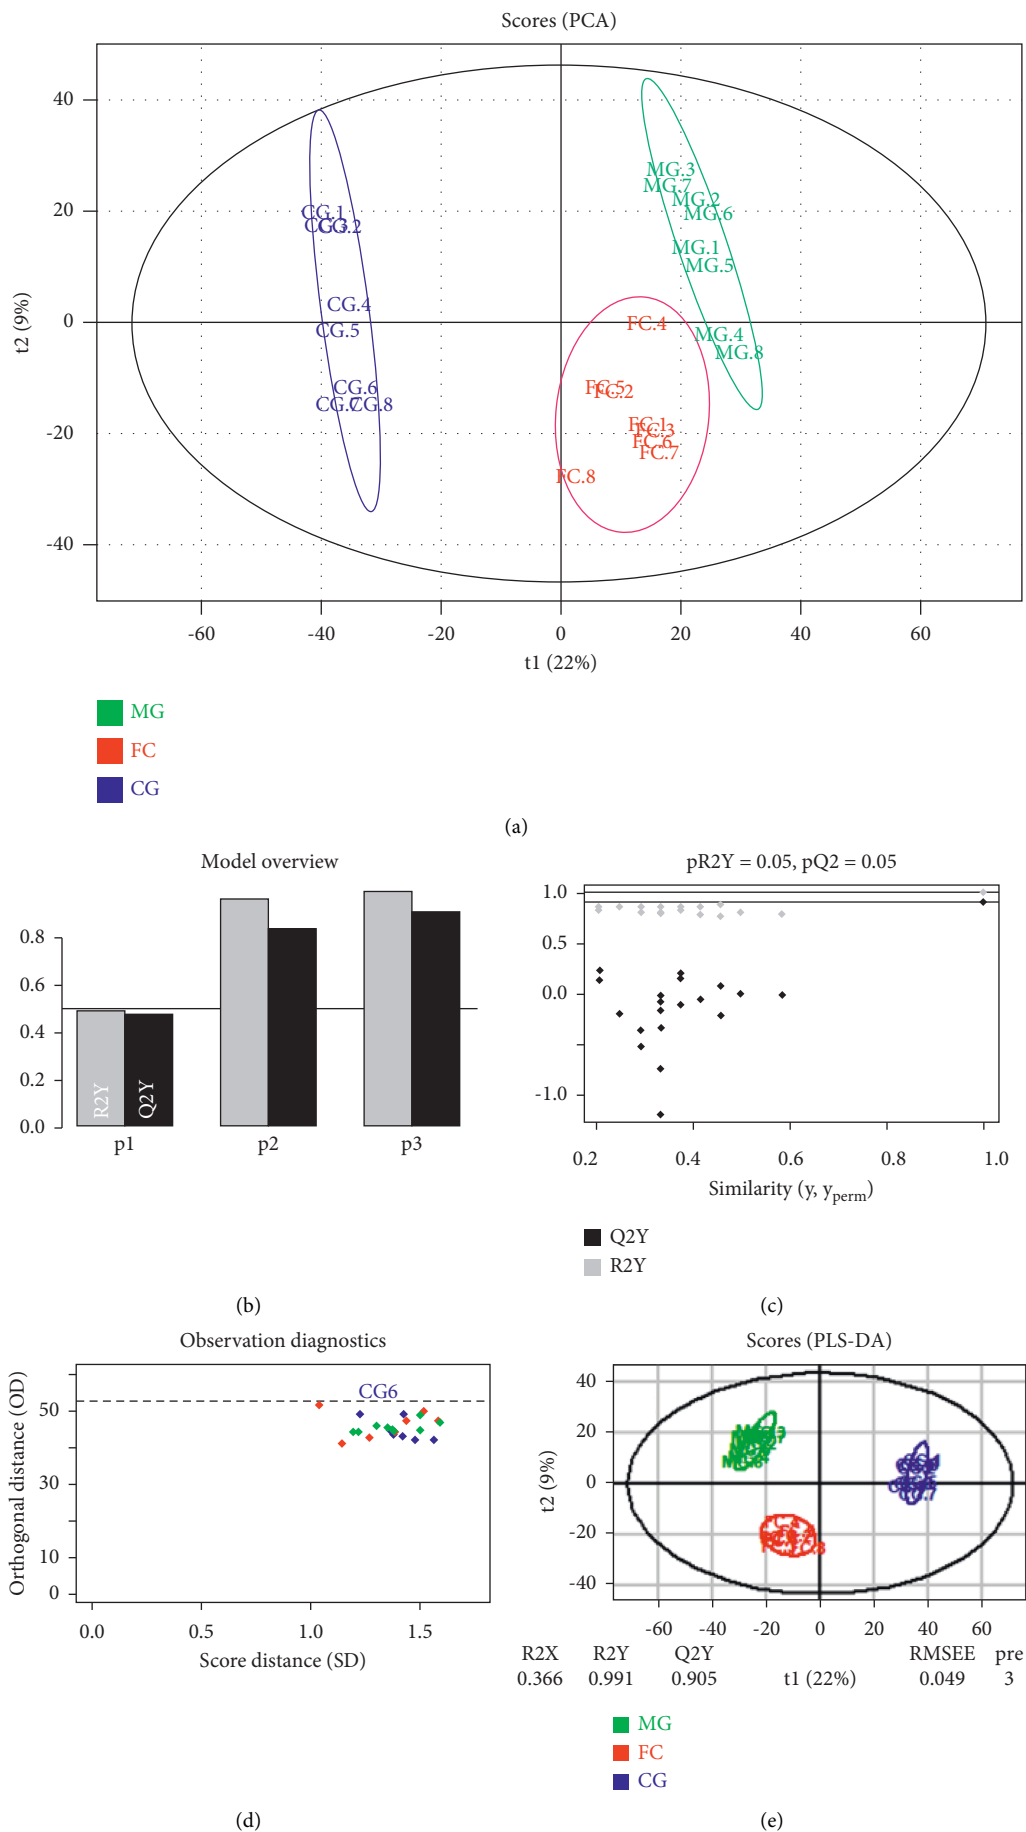 Scores (PCA)
MG.3
MG.7
MG.2
MG.6
MG.1
MG.5
MG.4
MG.8
CG.1
CG.3
CG.2
CG.4
CG.5
CG.6
CG.7
CG.8
FC.4
FC.5
FC.2
FC.1
FC.3
FC.6
FC.7
FC.8
40
20
0
-20
-40
t2 (9%)
-60 -40 -20 0 20 40 60
t1 (22%)
MG
FC
CG
(a)
Model overview
0.8
0.6
0.4
0.2
0.0
R2Y
Q2Y
p1 p2 p3
(b)
pR2Y = 0.05, pQ2 = 0.05
1.0
0.5
0.0
-1.0
0.2 0.4 0.6 0.8 1.0
Similarity (y, yperm)
Q2Y
R2Y
(c)
Observation diagnostics
CG6
Orthogonal distance (OD)
50
30
10
0
0.0 0.5 1.0 1.5
Score distance (SD)
(d)
Scores (PLS-DA)
t2 (9%)
40
20
0
-20
-40
-60 -40 -20 0 20 40 60
R2X R2Y Q2Y RMSEE pre
0.366 0.991 0.905 t1 (22%) 0.049 3
MG
FC
CG
(e)